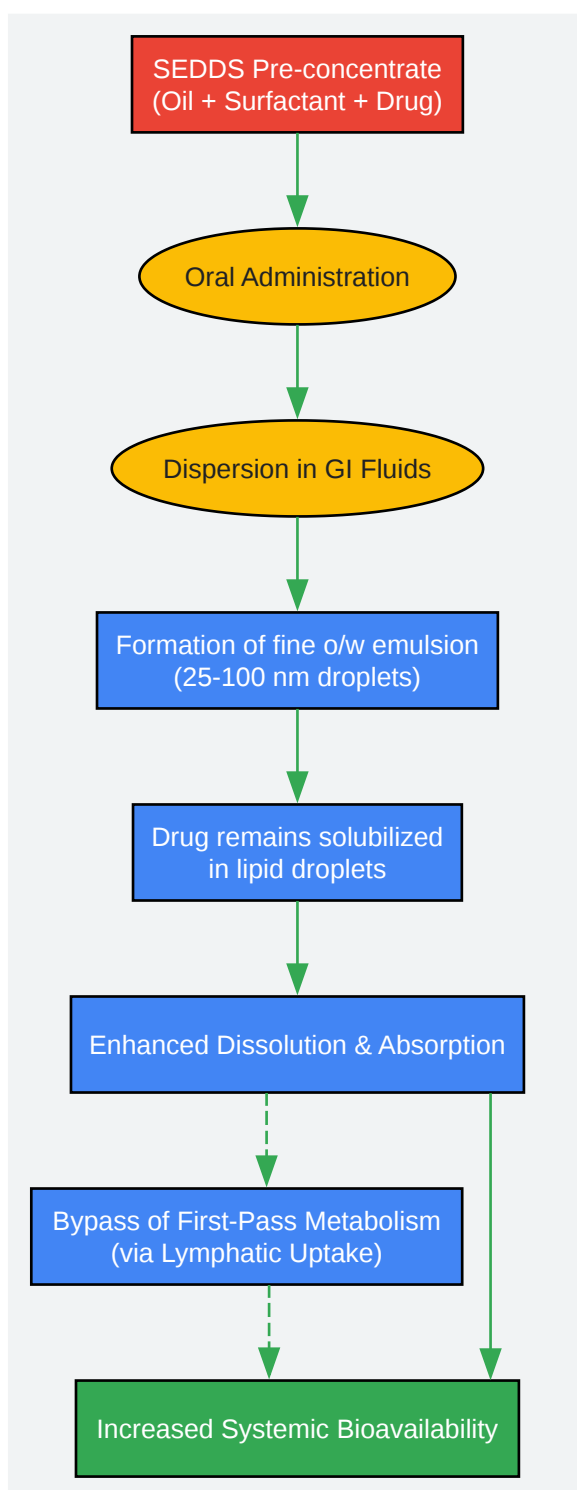 SEDDS Pre-concentrate
(Oil + Surfactant + Drug)
Oral Administration
Dispersion in GI Fluids
Formation of fine o/w emulsion
(25-100 nm droplets)
Drug remains solubilized
in lipid droplets
Enhanced Dissolution & Absorption
Bypass of First-Pass Metabolism
(via Lymphatic Uptake)
Increased Systemic Bioavailability